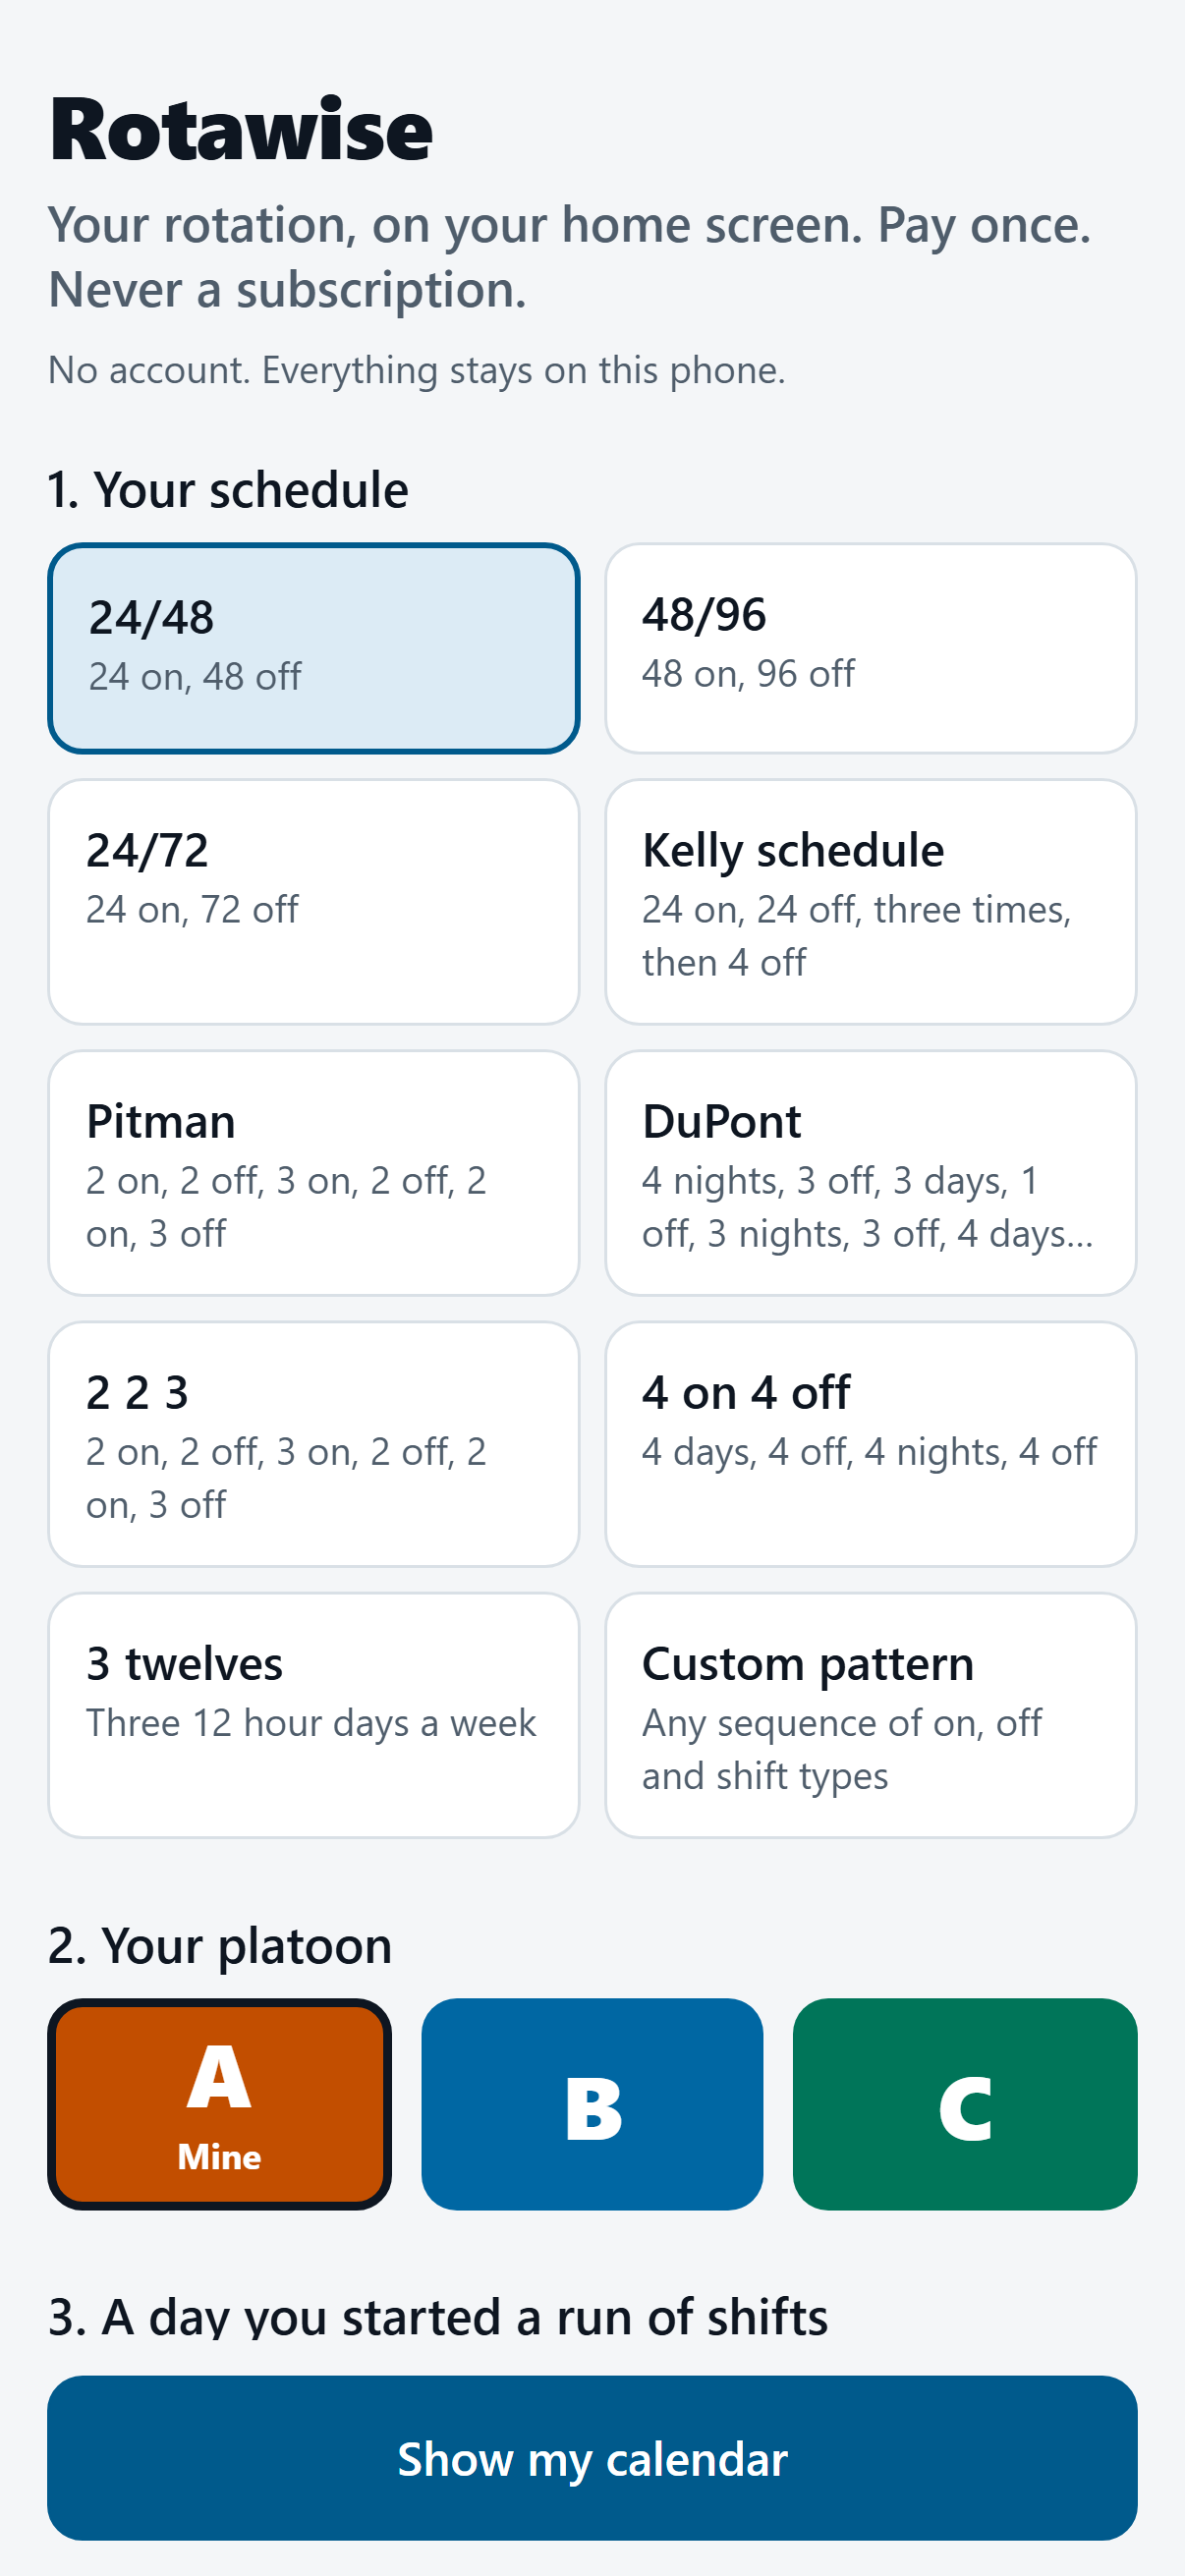 Rotawise
Your rotation, on your home screen. Pay once.
Never a subscription.
No account. Everything stays on this phone.
1. Your schedule
24/48
24 on, 48 off
48/96
48 on, 96 off
24/72
24 on, 72 off
Kelly schedule
24 on, 24 off, three times,
then 4 off
Pitman
2 on, 2 off, 3 on, 2 off, 2
on, 3 off
DuPont
4 nights, 3 off, 3 days, 1
off, 3 nights, 3 off, 4 days...
2 2 3
2 on, 2 off, 3 on, 2 off, 2
on, 3 off
4 on 4 off
4 days, 4 off, 4 nights, 4 off
3 twelves
Three 12 hour days a week
Custom pattern
Any sequence of on, off
and shift types
2. Your platoon
A
Mine
B
C
3. A day you started a run of shifts
Show my calendar